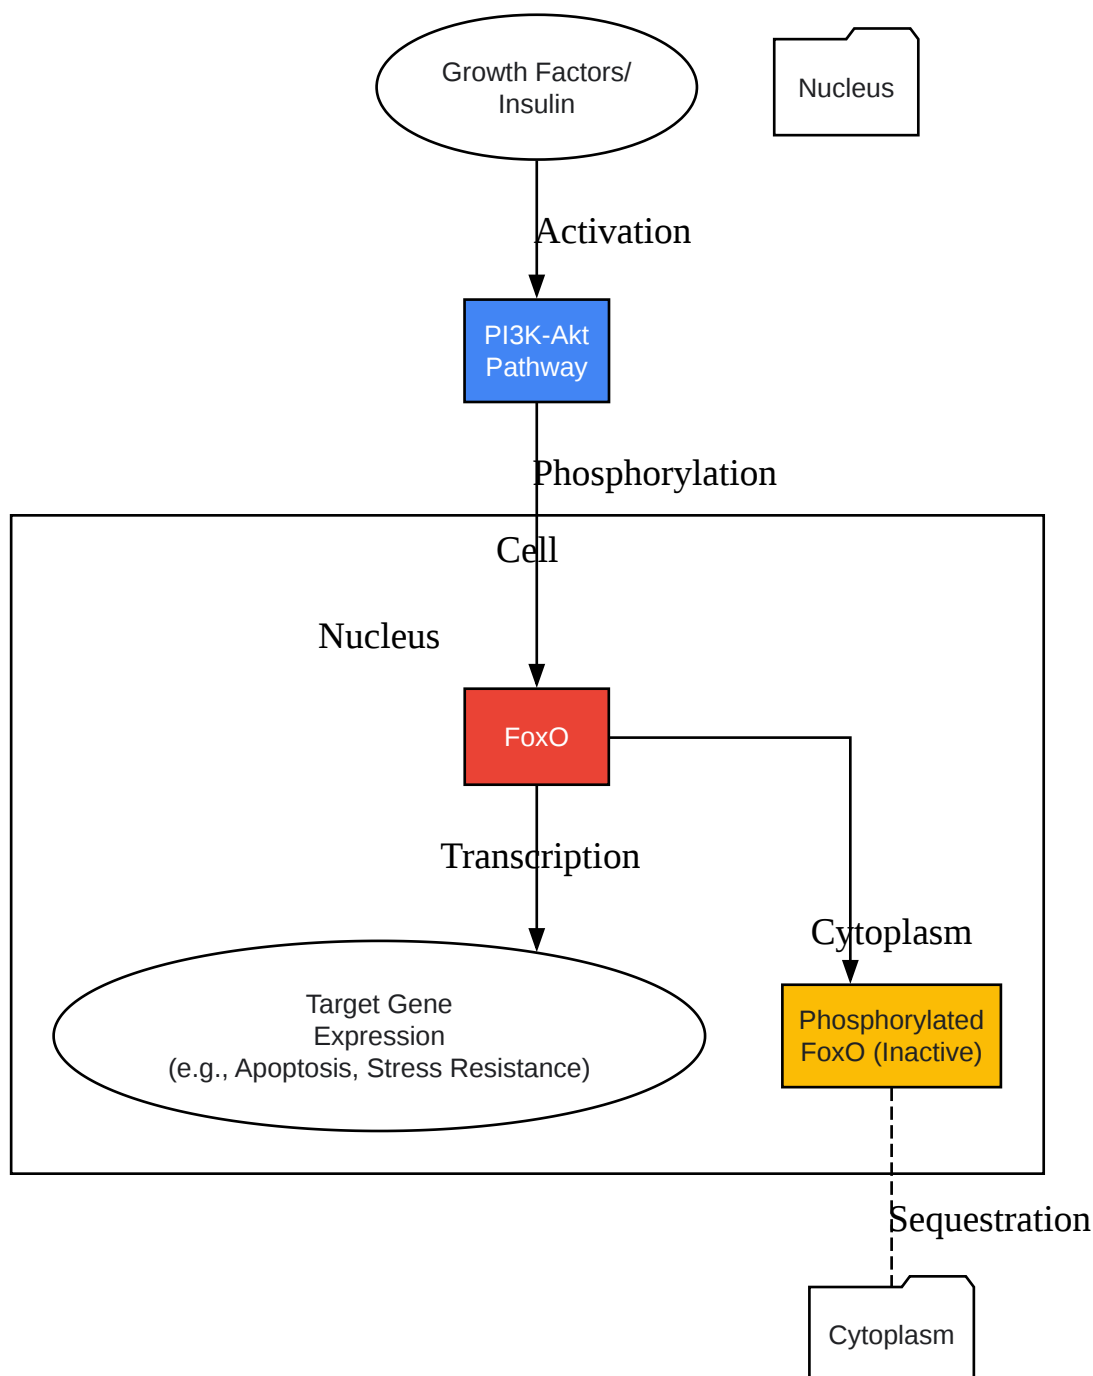 Growth Factors/
Insulin
Nucleus
Activation
PI3K-Akt
Pathway
Phosphorylation
Cell
Nucleus
FoxO
Transcription
Cytoplasm
Target Gene
Expression
(e.g., Apoptosis, Stress Resistance)
Phosphorylated
FoxO (Inactive)
Sequestration
Cytoplasm